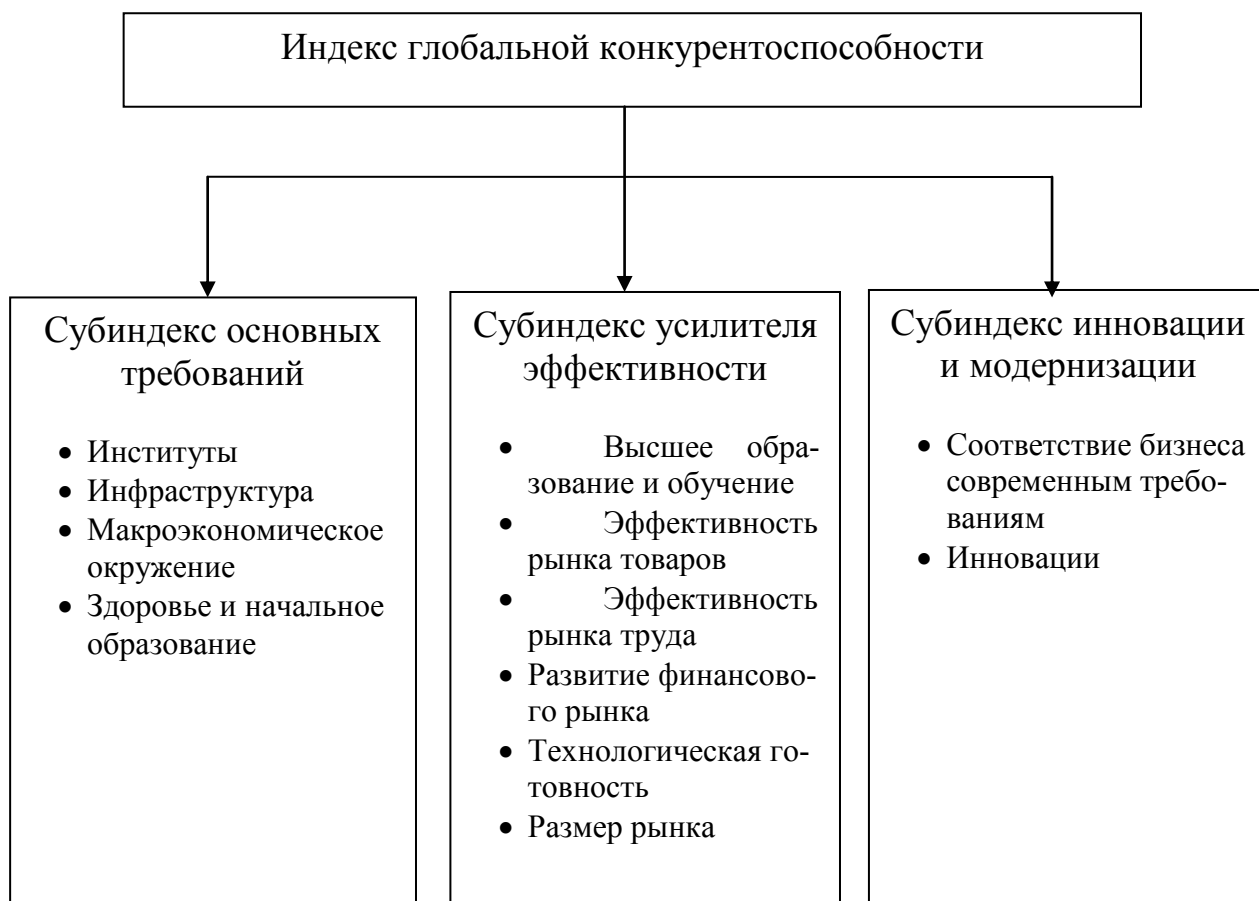 Индекс глобальной конкурентоспособности
Субиндекс основных
требований
• Институты
• Инфраструктура
• Макроэкономическое
окружение
• Здоровье и начальное
образование
Субиндекс усилителя
эффективности
• Высшее обра-
зование и обучение
• Эффективность
рынка товаров
• Эффективность
рынка труда
• Развитие финансово-
го рынка
• Технологическая го-
товность
• Размер рынка
Субиндекс инновации
и модернизации
• Соответствие бизнеса
современным требо-
ваниям
• Инновации